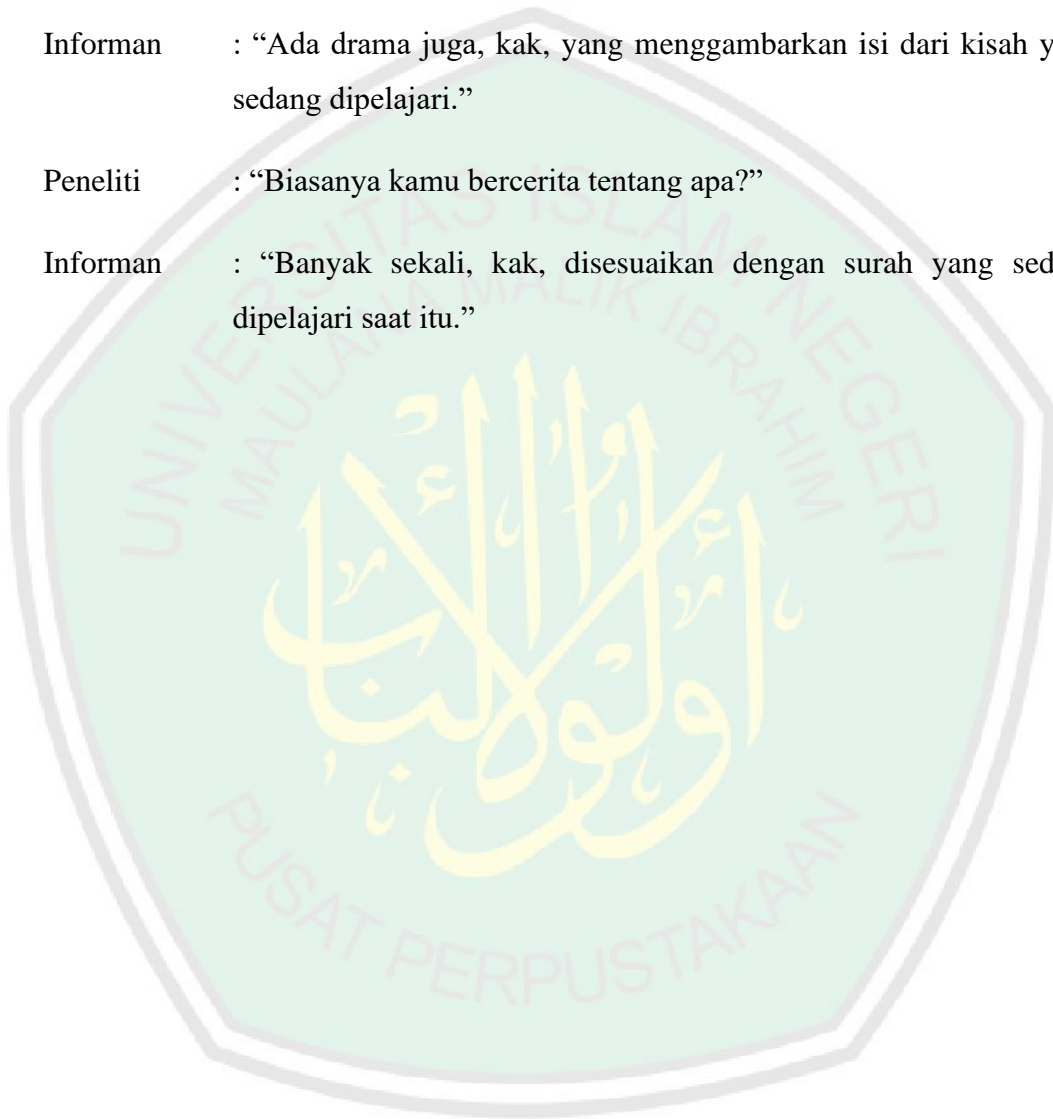 Informan : “Ada drama juga, kak, yang menggambarkan isi dari kisah y
sedang dipelajari.”
Peneliti : “Biasanya kamu bercerita tentang apa?”
Informan : “Banyak sekali, kak, disesuaikan dengan surah yang sed
dipelajari saat itu.”
UNIVERSITAS ISLAM NEGERI
MAULANA MALIK IBRAHIM
أولوا الألباب
PUSAT PERPUSTAKAAN